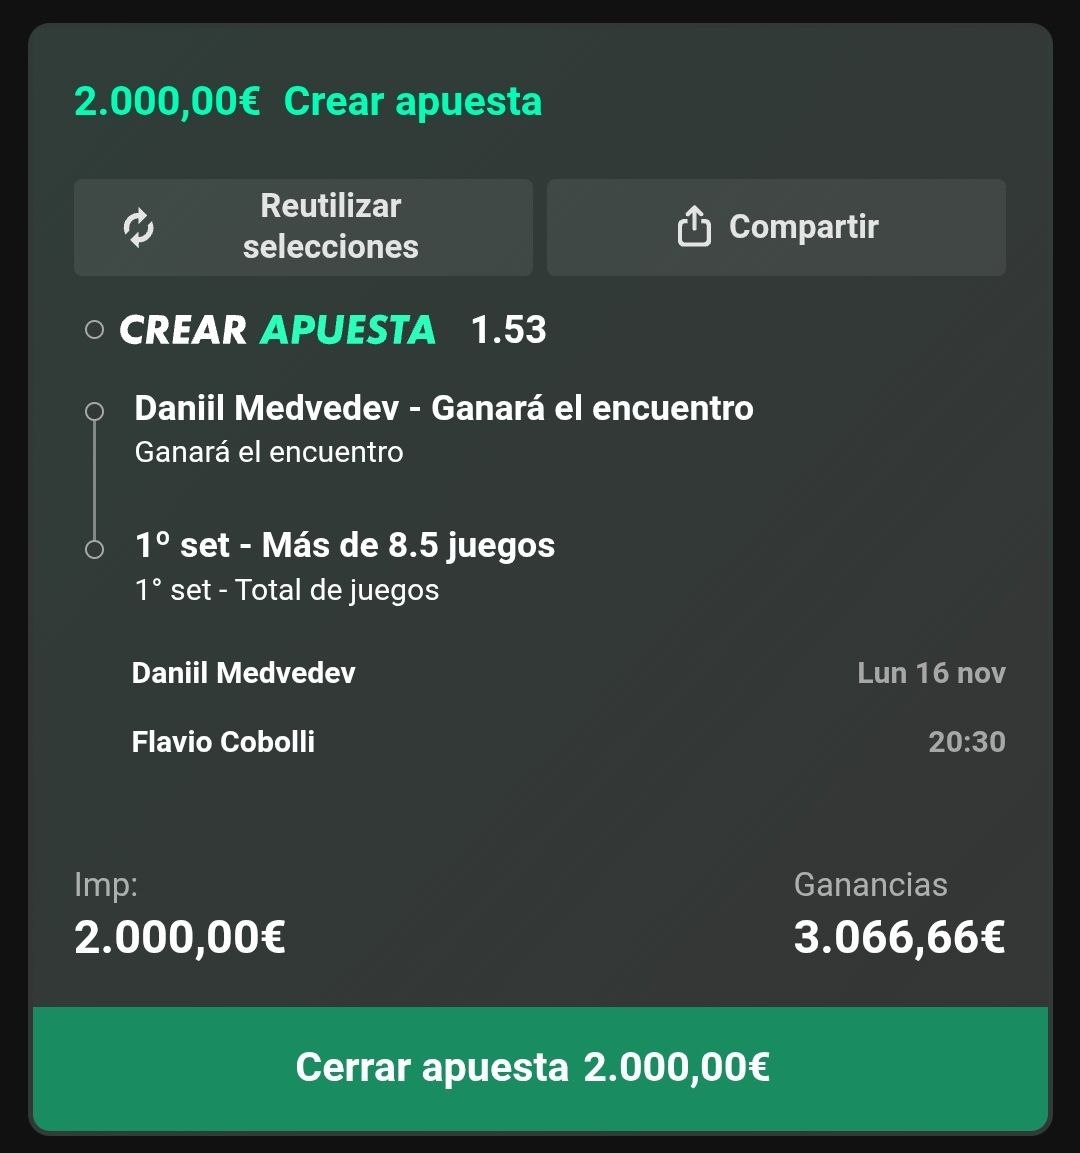 2.000,00€ Crear apuesta
Reutilizar
selecciones
Compartir
CREAR APUESTA 1.53
Daniil Medvedev - Ganará el encuentro
Ganará el encuentro
1º set - Más de 8.5 juegos
1° set - Total de juegos
Daniil Medvedev Lun 16 nov
Flavio Cobolli 20:30
Imp: Ganancias
2.000,00€ 3.066,66€
Cerrar apuesta 2.000,00€